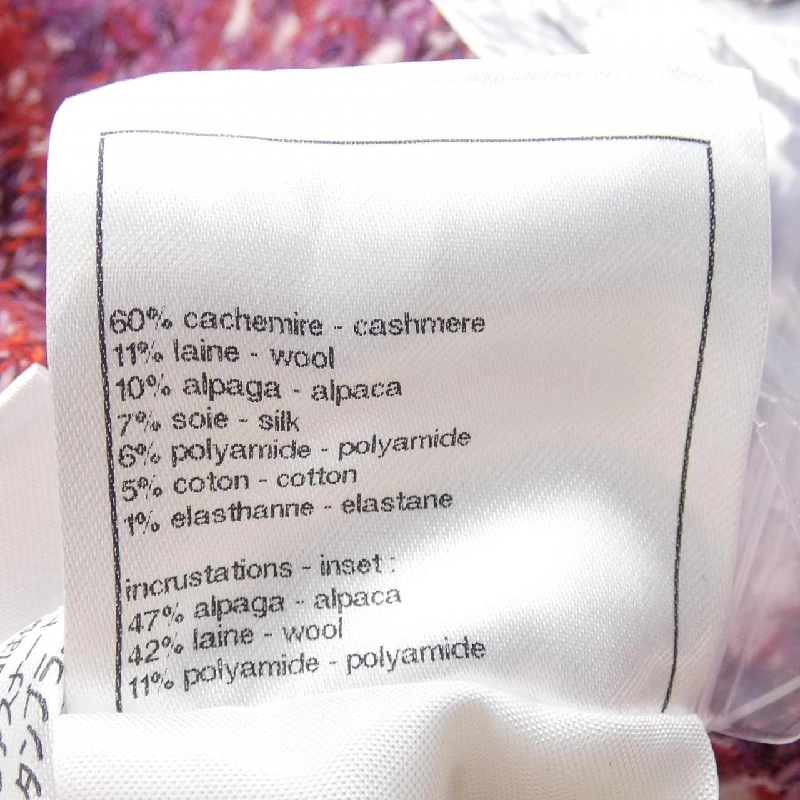 60% cachemire - cashmere
11% laine - wool
10% alpaga - alpaca
7% soie - silk
6% polyamide - polyamide
5% coton - cotton
1% elasthanne - elastane
incrustations - inset :
47% alpaga - alpaca
42% laine - wool
11% polyamide - polyamide